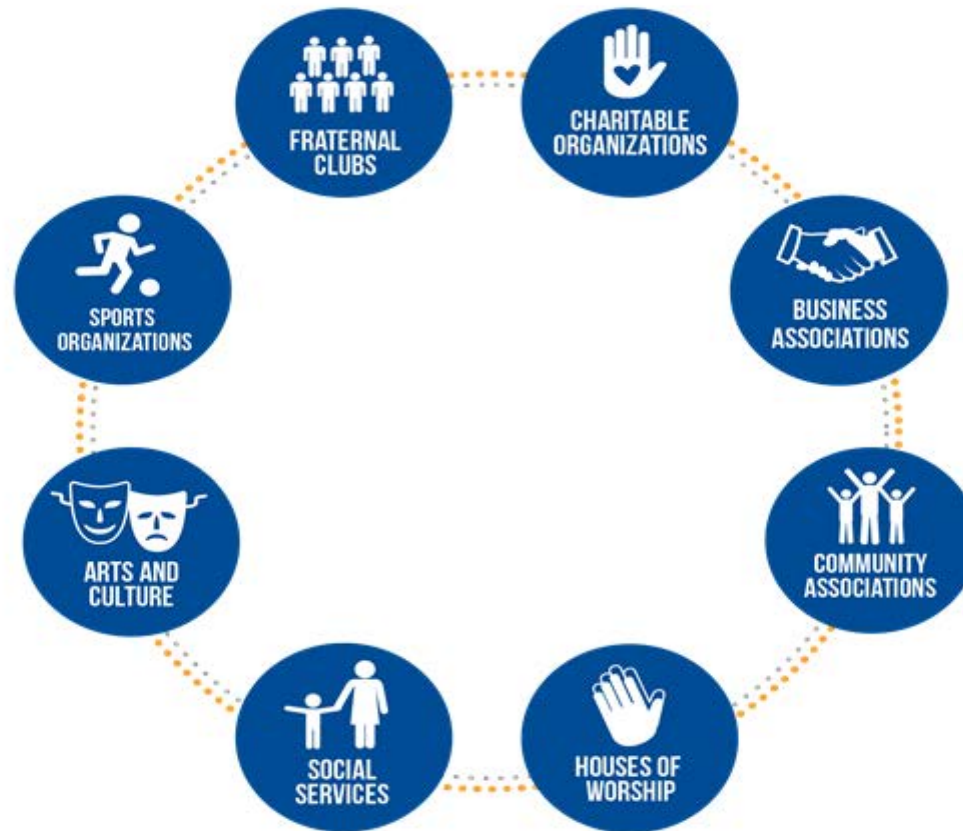 FRATERNAL
CLUBS
CHARITABLE
ORGANIZATIONS
BUSINESS
ASSOCIATIONS
COMMUNITY
ASSOCIATIONS
HOUSES OF
WORSHIP
SOCIAL
SERVICES
ARTS AND
CULTURE
SPORTS
ORGANIZATIONS